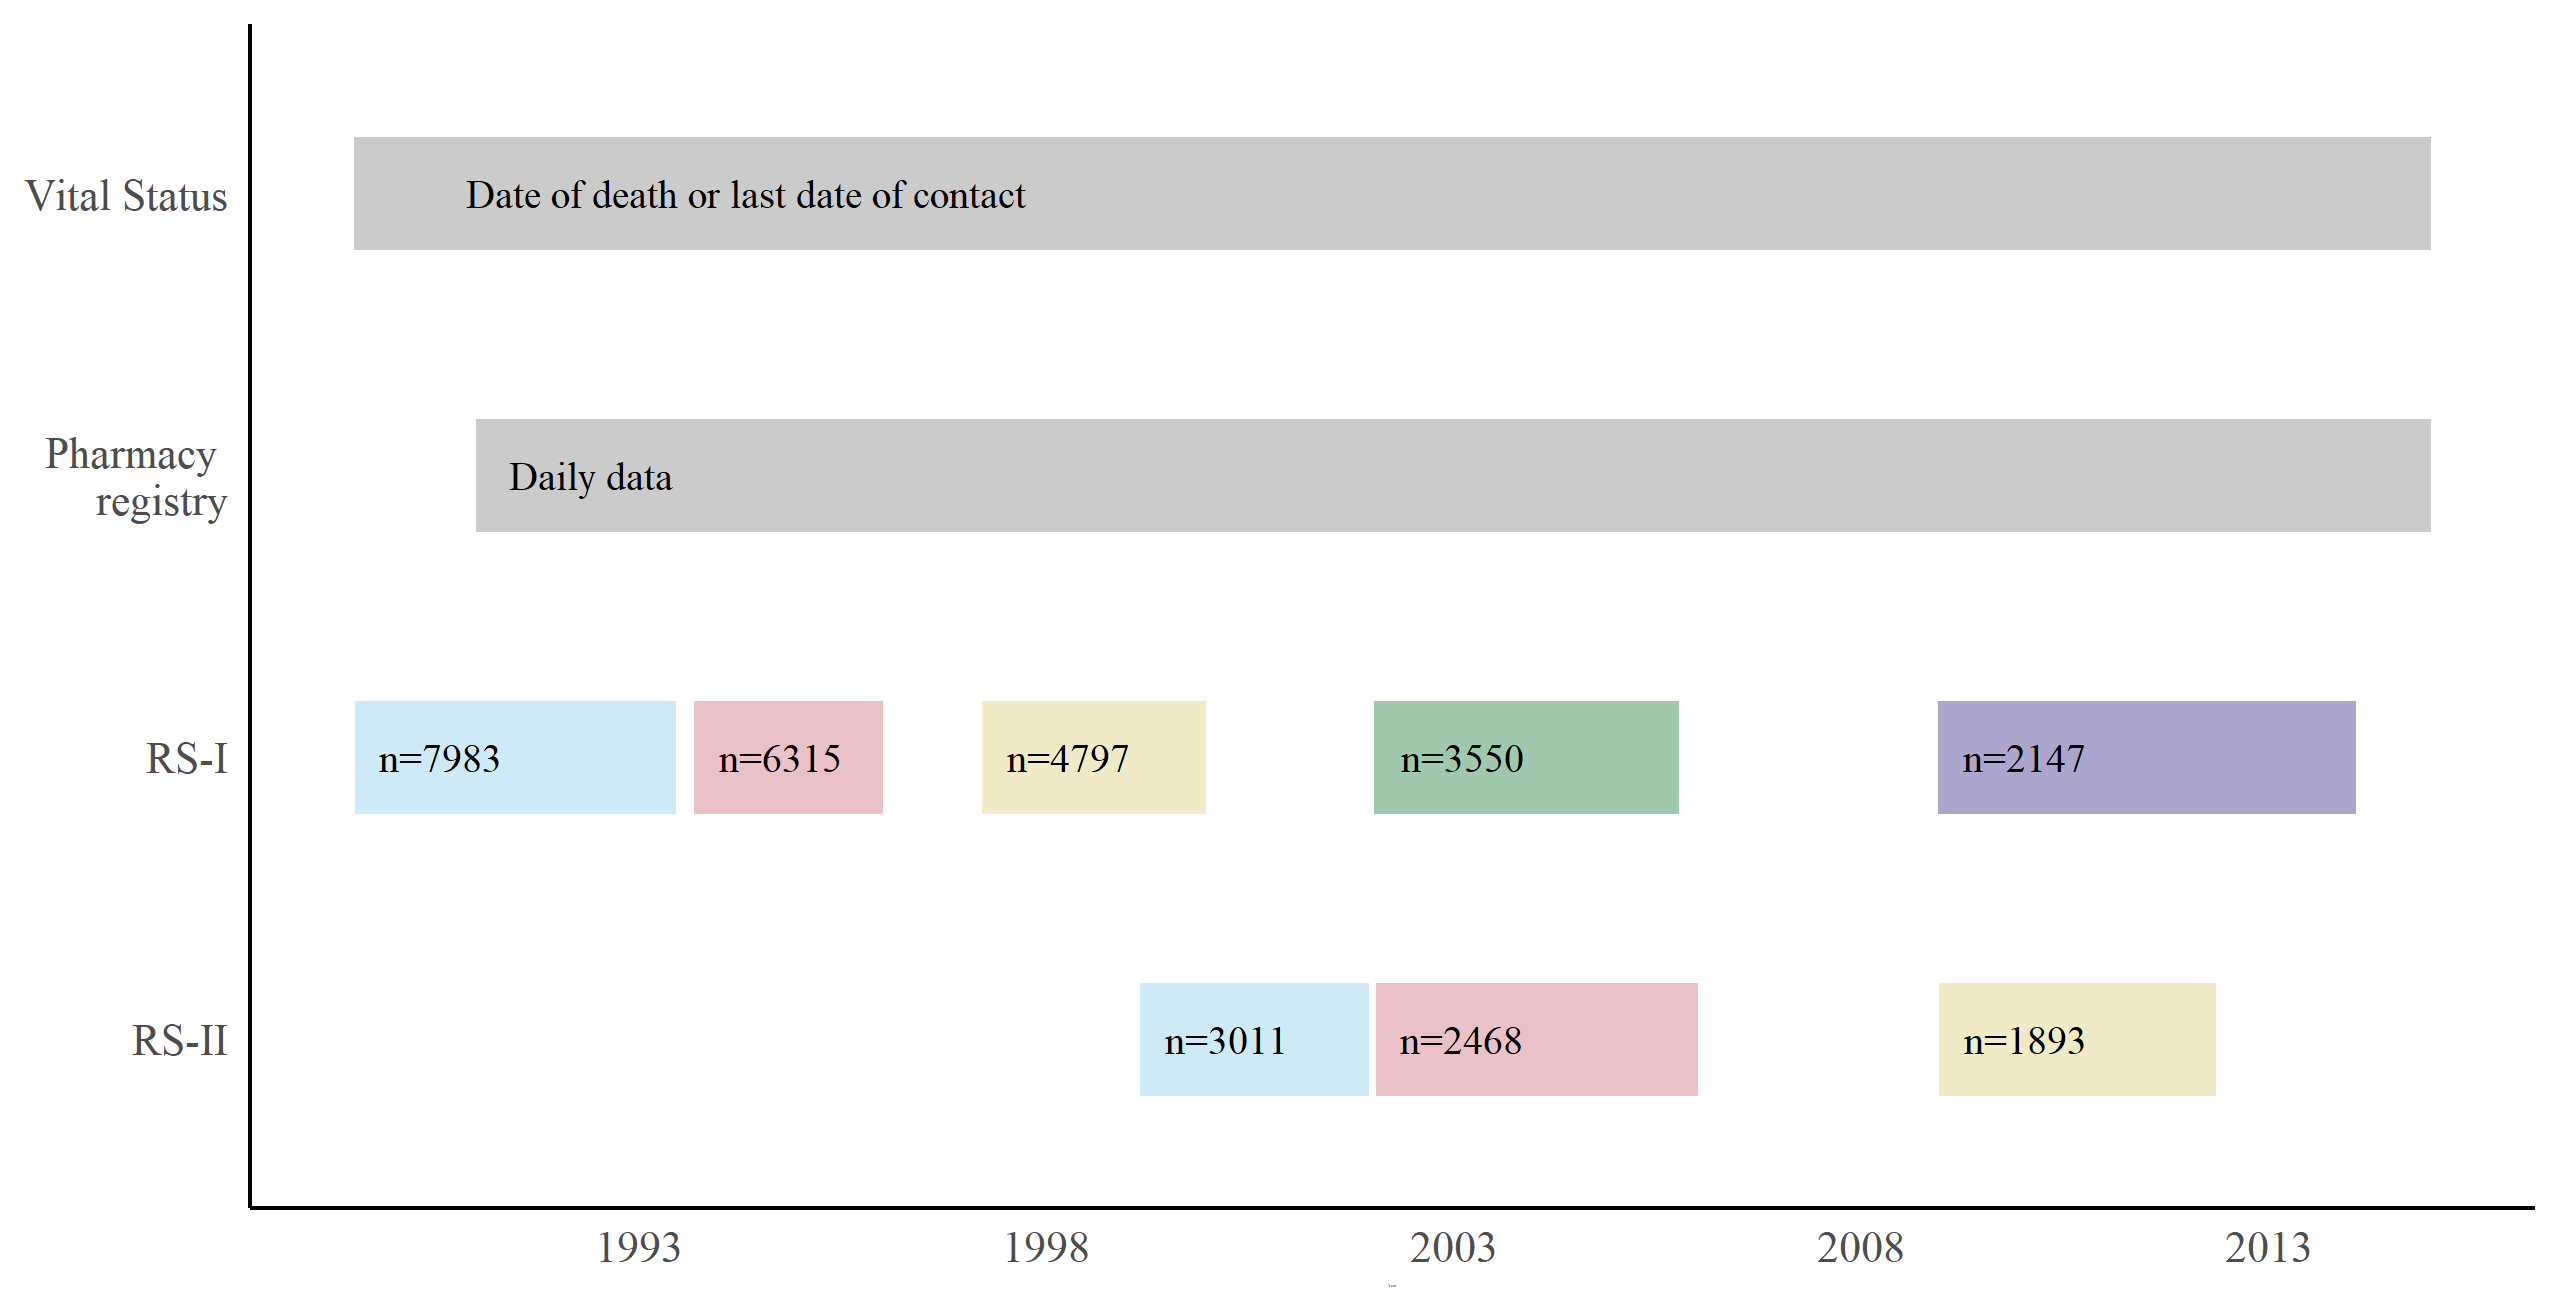 Vital Status
Date of death or last date of contact
Pharmacy
registry
Daily data
RS-I
n=7983
n=6315
n=4797
n=3550
n=2147
RS-II
n=3011
n=2468
n=1893
1993
1998
2003
2008
2013